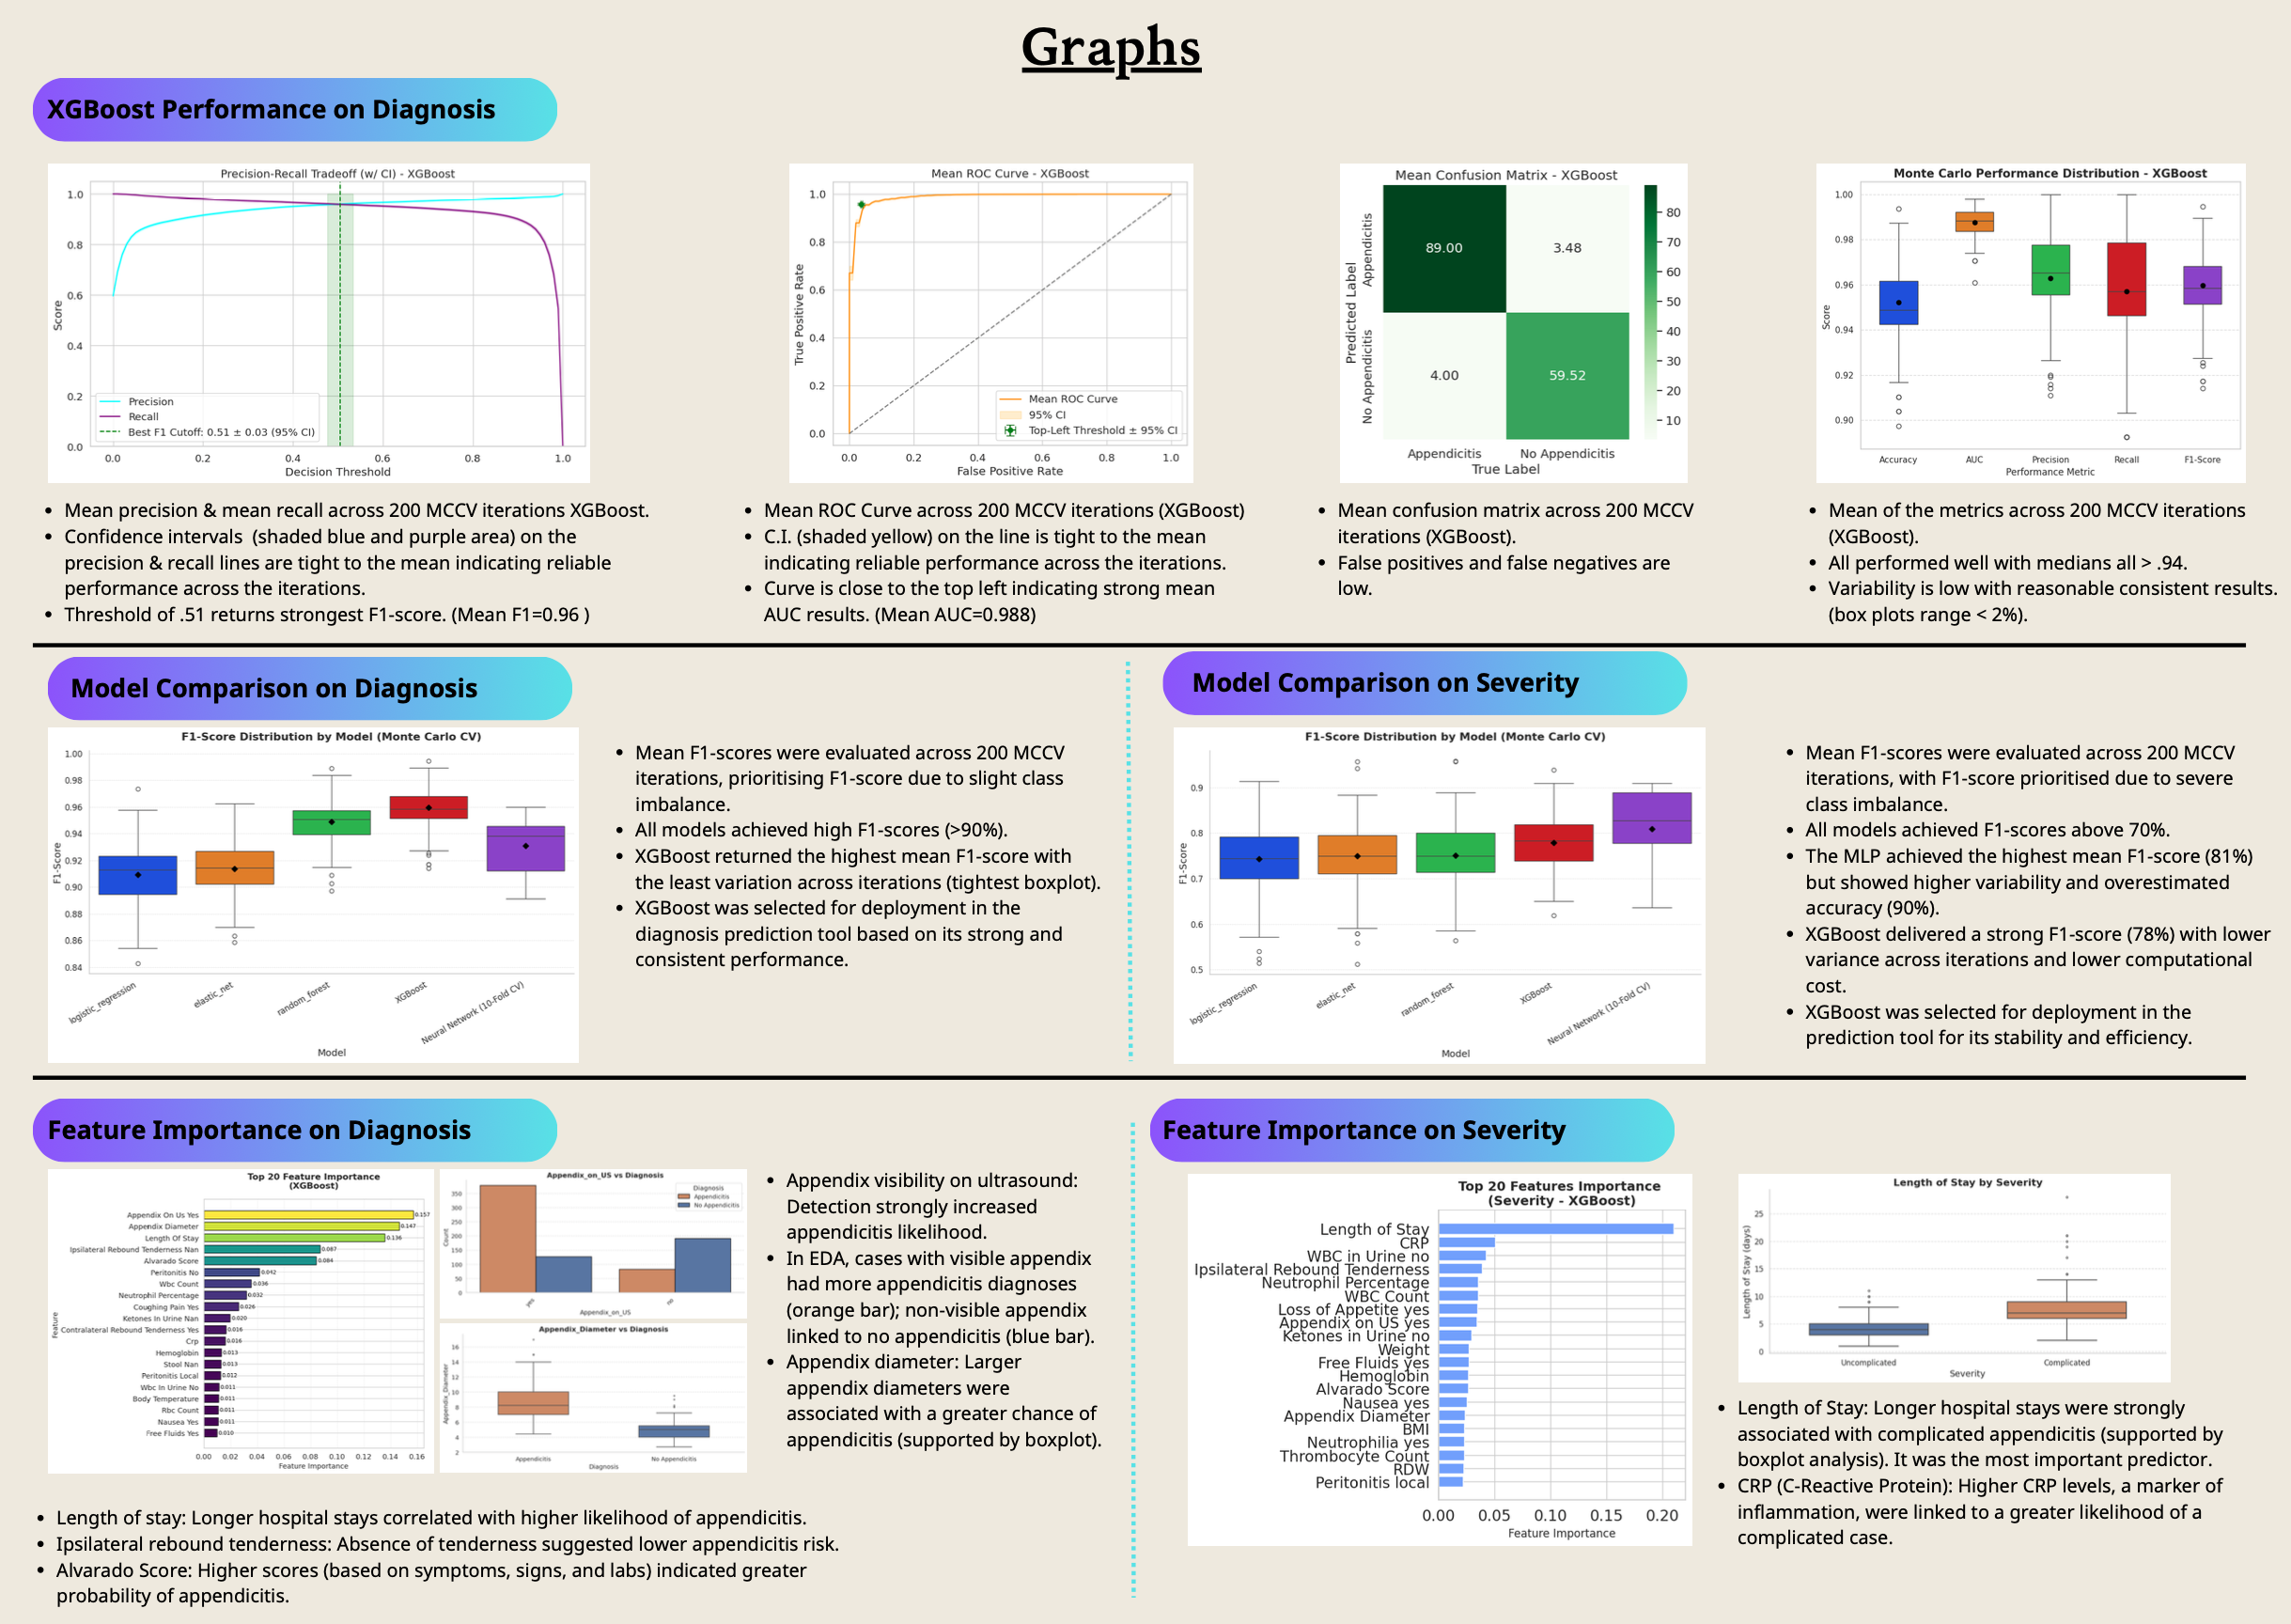 Graphs
XGBoost Performance on Diagnosis
Precision-Recall Tradeoff (w/ CI) - XGBoost
1.0
0.8
0.6
0.4
0.2
0.0
Score
Precision
Recall
Best F1 Cutoff: 0.51 ± 0.03 (95% CI)
0.0 0.2 0.4 0.6 0.8 1.0
Decision Threshold
• Mean precision & mean recall across 200 MCCV iterations XGBoost.
• Confidence intervals (shaded blue and purple area) on the
precision & recall lines are tight to the mean indicating reliable
performance across the iterations.
• Threshold of .51 returns strongest F1-score. (Mean F1=0.96 )
Mean ROC Curve - XGBoost
1.0
0.8
0.6
0.4
0.2
0.0
True Positive Rate
Mean ROC Curve
95% CI
Top-Left Threshold ± 95% CI
0.0 0.2 0.4 0.6 0.8 1.0
False Positive Rate
• Mean ROC Curve across 200 MCCV iterations (XGBoost)
• C.I. (shaded yellow) on the line is tight to the mean
indicating reliable performance across the iterations.
• Curve is close to the top left indicating strong mean
AUC results. (Mean AUC=0.988)
Mean Confusion Matrix - XGBoost
Predicted Label
Appendicitis
No Appendicitis
89.00 3.48
4.00 59.52
80
70
60
50
40
30
20
10
Appendicitis No Appendicitis
True Label
• Mean confusion matrix across 200 MCCV
iterations (XGBoost).
• False positives and false negatives are
low.
Monte Carlo Performance Distribution - XGBoost
1.00
0.98
0.96
0.94
0.92
0.90
Score
Accuracy AUC Precision Recall F1-Score
Performance Metric
• Mean of the metrics across 200 MCCV iterations
(XGBoost).
• All performed well with medians all > .94.
• Variability is low with reasonable consistent results.
(box plots range < 2%).
Model Comparison on Diagnosis
F1-Score Distribution by Model (Monte Carlo CV)
1.00
0.98
0.96
0.94
0.92
0.90
0.88
0.86
0.84
F1-Score
logistic_regression
elastic_net
random_forest
XGBoost
Neural Network (10-Fold CV)
Model
• Mean F1-scores were evaluated across 200 MCCV
iterations, prioritising F1-score due to slight class
imbalance.
• All models achieved high F1-scores (>90%).
• XGBoost returned the highest mean F1-score with
the least variation across iterations (tightest boxplot).
• XGBoost was selected for deployment in the
diagnosis prediction tool based on its strong and
consistent performance.
Model Comparison on Severity
F1-Score Distribution by Model (Monte Carlo CV)
0.9
0.8
0.7
0.6
0.5
F1-Score
logistic_regression
elastic_net
random_forest
XGBoost
Neural Network (10-Fold CV)
Model
• Mean F1-scores were evaluated across 200 MCCV
iterations, with F1-score prioritised due to severe
class imbalance.
• All models achieved F1-scores above 70%.
• The MLP achieved the highest mean F1-score (81%)
but showed higher variability and overestimated
accuracy (90%).
• XGBoost delivered a strong F1-score (78%) with lower
variance across iterations and lower computational
cost.
• XGBoost was selected for deployment in the
prediction tool for its stability and efficiency.
Feature Importance on Diagnosis
Top 20 Feature Importance
(XGBoost)
Feature
Appendix On Us Yes 0.157
Appendix Diameter 0.147
Length Of Stay 0.136
Ipsilateral Rebound Tenderness Nan 0.087
Alvarado Score 0.084
Peritonitis No 0.042
Wbc Count 0.036
Neutrophil Percentage 0.032
Coughing Pain Yes 0.026
Ketones In Urine Nan 0.020
Contralateral Rebound Tenderness Yes 0.016
Crp 0.016
Hemoglobin 0.013
Stool Nan 0.013
Peritonitis Local 0.012
Wbc In Urine No 0.011
Body Temperature 0.011
Rbc Count 0.011
Nausea Yes 0.011
Free Fluids Yes 0.010
0.00 0.02 0.04 0.06 0.08 0.10 0.12 0.14 0.16
Feature Importance
Appendix_on_US vs Diagnosis
350
300
250
200
150
100
50
0
Count
Diagnosis
Appendicitis
No Appendicitis
yes no
Appendix_on_US
Appendix_Diameter vs Diagnosis
16
14
12
10
8
6
4
2
Appendix_Diameter
Appendicitis No Appendicitis
Diagnosis
• Appendix visibility on ultrasound:
Detection strongly increased
appendicitis likelihood.
• In EDA, cases with visible appendix
had more appendicitis diagnoses
(orange bar); non-visible appendix
linked to no appendicitis (blue bar).
• Appendix diameter: Larger
appendix diameters were
associated with a greater chance of
appendicitis (supported by boxplot).
• Length of stay: Longer hospital stays correlated with higher likelihood of appendicitis.
• Ipsilateral rebound tenderness: Absence of tenderness suggested lower appendicitis risk.
• Alvarado Score: Higher scores (based on symptoms, signs, and labs) indicated greater
probability of appendicitis.
Feature Importance on Severity
Top 20 Features Importance
(Severity - XGBoost)
Length of Stay
CRP
WBC in Urine no
Ipsilateral Rebound Tenderness
Neutrophil Percentage
WBC Count
Loss of Appetite yes
Appendix on US yes
Ketones in Urine no
Weight
Free Fluids yes
Hemoglobin
Alvarado Score
Nausea yes
Appendix Diameter
BMI
Neutrophilia yes
Thrombocyte Count
RDW
Peritonitis local
0.00 0.05 0.10 0.15 0.20
Feature Importance
Length of Stay by Severity
25
20
15
10
5
0
Length of Stay (days)
Uncomplicated Complicated
Severity
• Length of Stay: Longer hospital stays were strongly
associated with complicated appendicitis (supported by
boxplot analysis). It was the most important predictor.
• CRP (C-Reactive Protein): Higher CRP levels, a marker of
inflammation, were linked to a greater likelihood of a
complicated case.